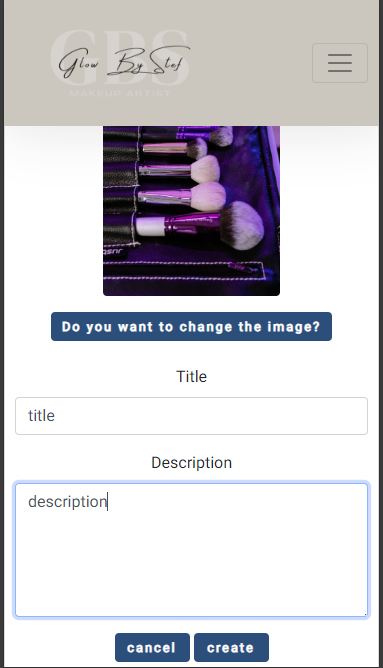 GBS
Glow By Stef
MAKEUP ARTIST
Do you want to change the image?
Title
title
Description
description
cancel create